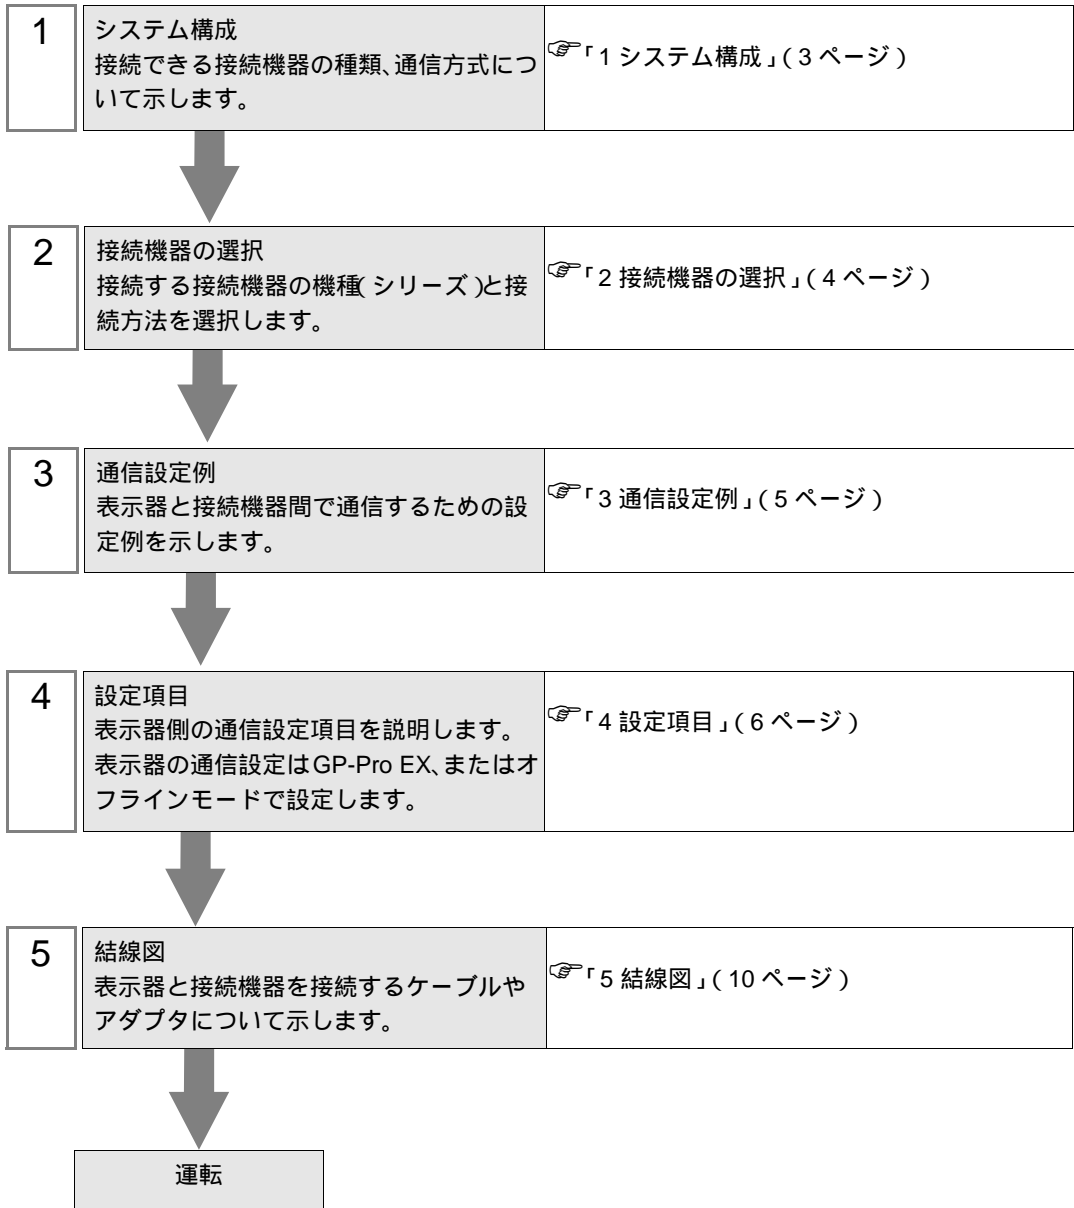 1
システム構成
接続できる接続機器の種類、通信方式につ
いて示します。
☞「1 システム構成」(3 ページ)
2
接続機器の選択
接続する接続機器の機種(シリーズ)と接
続方法を選択します。
☞「2 接続機器の選択」(4 ページ)
3
通信設定例
表示器と接続機器間で通信するための設
定例を示します。
☞「3 通信設定例」(5 ページ)
4
設定項目
表示器側の通信設定項目を説明します。
表示器の通信設定はGP-Pro EX、またはオ
フラインモードで設定します。
☞「4 設定項目」(6 ページ)
5
結線図
表示器と接続機器を接続するケーブルや
アダプタについて示します。
☞「5 結線図」(10 ページ)
運転